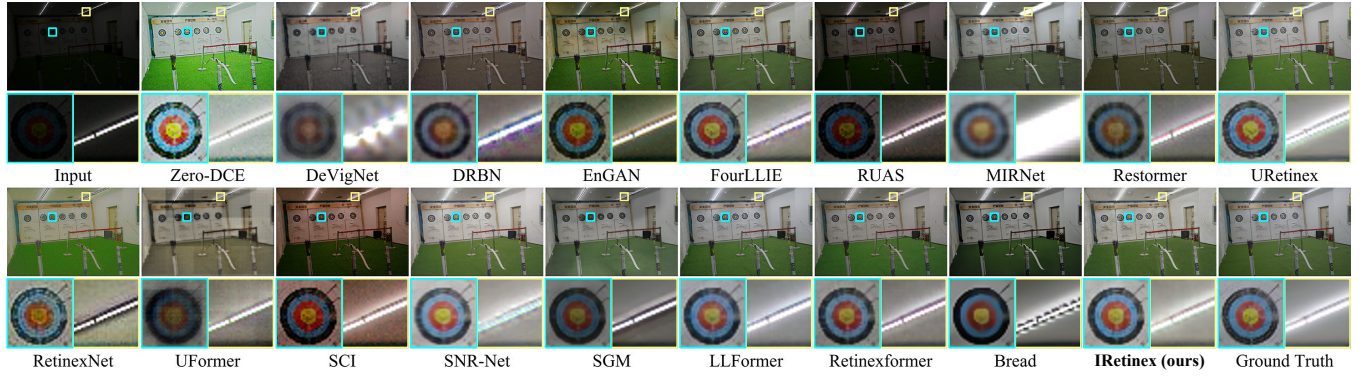 Input Zero-DCE DeVigNet DRBN EnGAN FourLLIE RUAS MIRNet Restormer URetinex
RetinexNet UFormer SCI SNR-Net SGM LLFormer Retinexformer Bread IRetinex (ours) Ground Truth